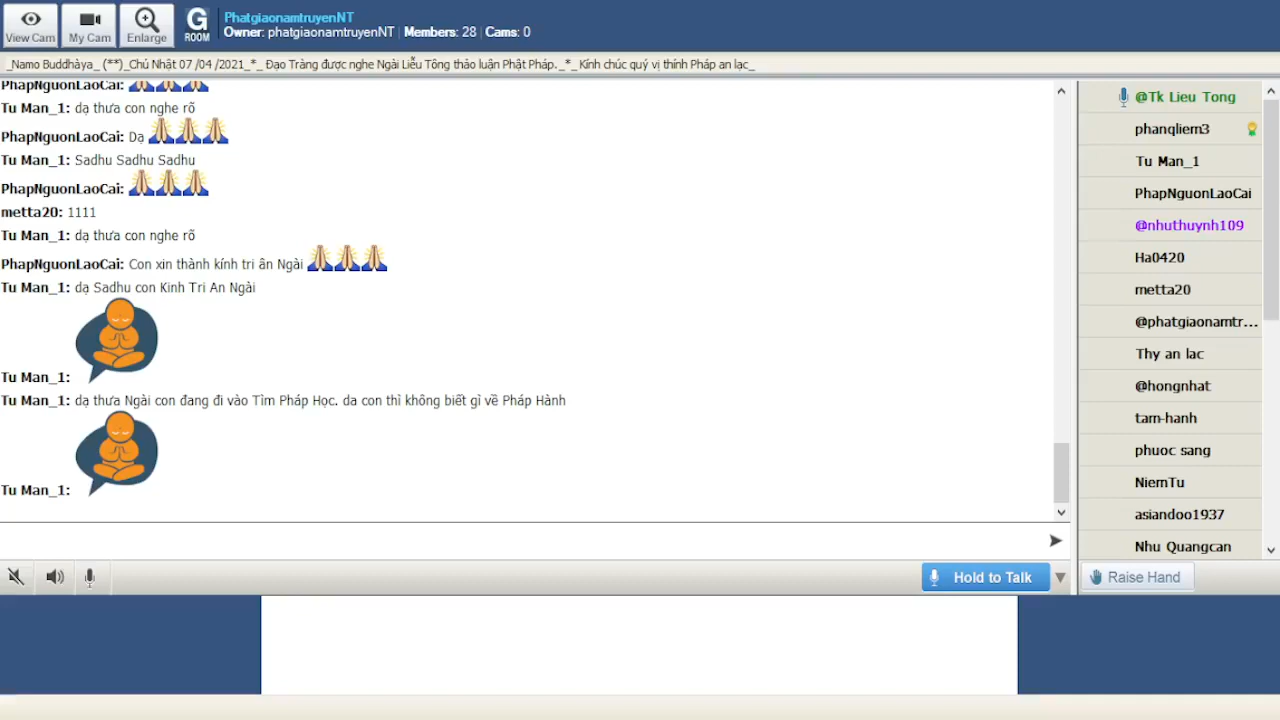 View Cam
My Cam
Enlarge
G
ROOM
PhatgiaonamtruyenNT
Owner: phatgiaonamtruyenNT | Members: 28 | Cams: 0
_Namo Buddhàya_ (**)_Chủ Nhật 07 /04 /2021_*_ Đạo Tràng được nghe Ngài Liễu Tông thảo luận Phật Pháp._*_Kính chúc quý vị thính Pháp an lạc_
PhapNguonLaoCai:
Tu Man_1: dạ thưa con nghe rõ
PhapNguonLaoCai: Dạ
Tu Man_1: Sadhu Sadhu Sadhu
PhapNguonLaoCai:
metta20: 1111
Tu Man_1: dạ thưa con nghe rõ
PhapNguonLaoCai: Con xin thành kính tri ân Ngài
Tu Man_1: dạ Sadhu con Kinh Tri An Ngài
Tu Man_1:
Tu Man_1: dạ thưa Ngài con đang đi vào Tìm Pháp Học. da con thì không biết gì về Pháp Hành
Tu Man_1:
Hold to Talk
@Tk Lieu Tong
phanqliem3
Tu Man_1
PhapNguonLaoCai
@nhuthuynh109
Ha0420
metta20
@phatgiaonamtr...
Thy an lac
@hongnhat
tam-hanh
phuoc sang
NiemTu
asiandoo1937
Nhu Quangcan
Raise Hand